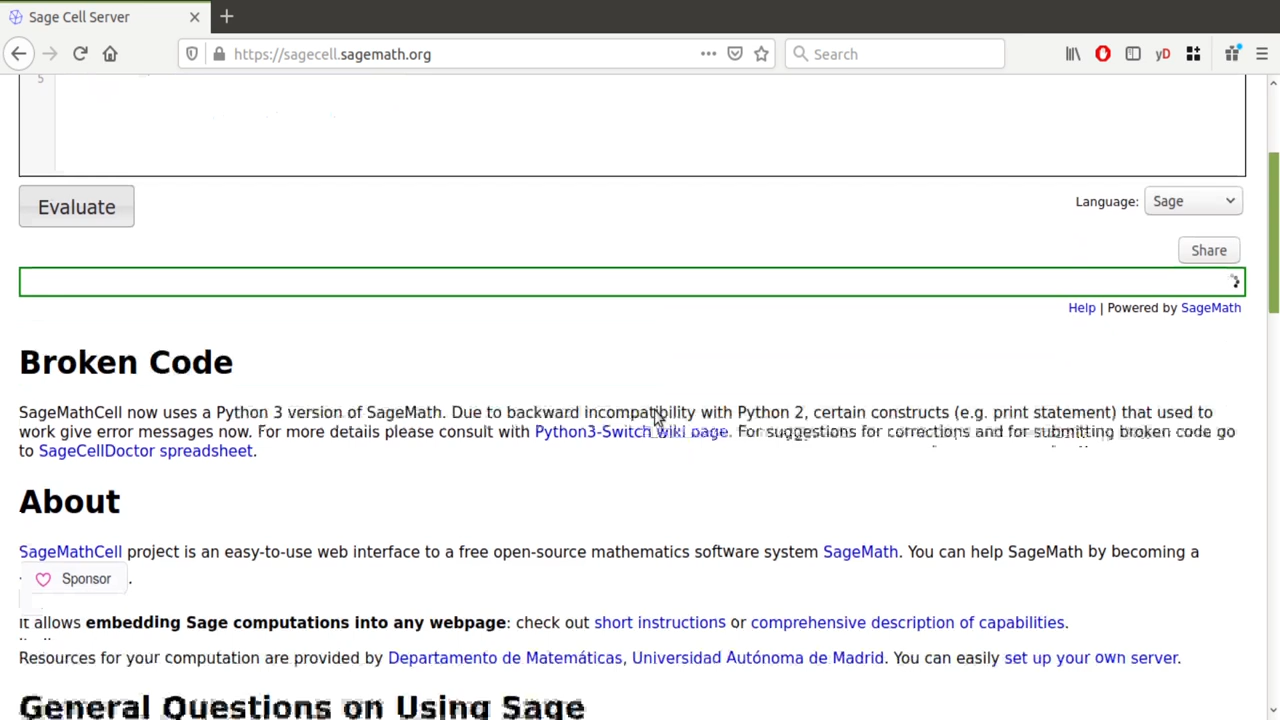 Sage Cell Server
https://sagecell.sagemath.org
Search
yD
5
Evaluate
Language: Sage
Share
Help | Powered by SageMath
Broken Code
SageMathCell now uses a Python 3 version of SageMath. Due to backward incompatibility with Python 2, certain constructs (e.g. print statement) that used to
work give error messages now. For more details please consult with Python3-Switch wiki page. For suggestions for corrections and for submitting broken code go
to SageCellDoctor spreadsheet.
About
SageMathCell project is an easy-to-use web interface to a free open-source mathematics software system SageMath. You can help SageMath by becoming a
Sponsor .
It allows embedding Sage computations into any webpage: check out short instructions or comprehensive description of capabilities.
Resources for your computation are provided by Departamento de Matemáticas, Universidad Autónoma de Madrid. You can easily set up your own server.
General Questions on Using Sage